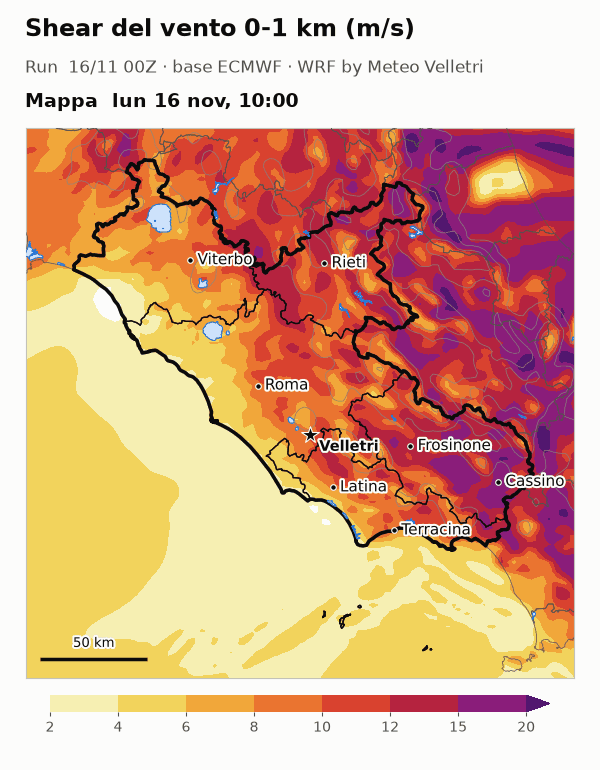 Shear del vento 0-1 km (m/s)
Run  16/11 00Z · base ECMWF · WRF by Meteo Velletri
Mappa  lun 16 nov, 10:00
Viterbo
Rieti
Roma
Velletri
Frosinone
Latina
Cassino
Terracina
50 km
2 4 6 8 10 12 15 20